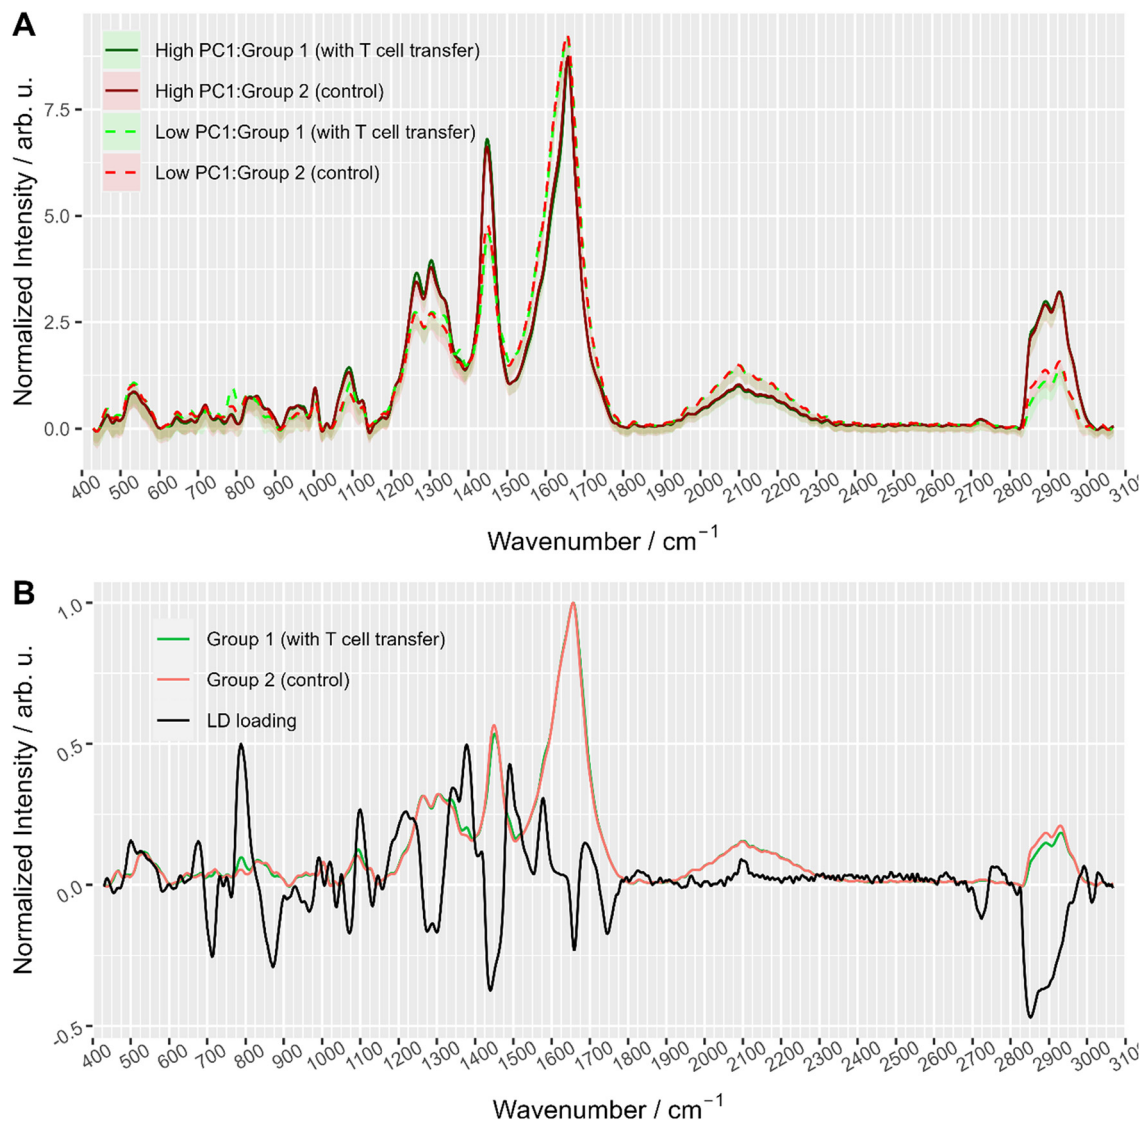 A
High PC1:Group 1 (with T cell transfer)
High PC1:Group 2 (control)
Low PC1:Group 1 (with T cell transfer)
Low PC1:Group 2 (control)
Normalized Intensity / arb. u.
7.5
5.0
2.5
0.0
400 500 600 700 800 900 1000 1100 1200 1300 1400 1500 1600 1700 1800 1900 2000 2100 2200 2300 2400 2500 2600 2700 2800 2900 3000 310
Wavenumber / cm⁻¹
B
Group 1 (with T cell transfer)
Group 2 (control)
LD loading
Normalized Intensity / arb. u.
1.0
0.5
0.0
-0.5
400 500 600 700 800 900 1000 1100 1200 1300 1400 1500 1600 1700 1800 1900 2000 2100 2200 2300 2400 2500 2600 2700 2800 2900 3000 310
Wavenumber / cm⁻¹